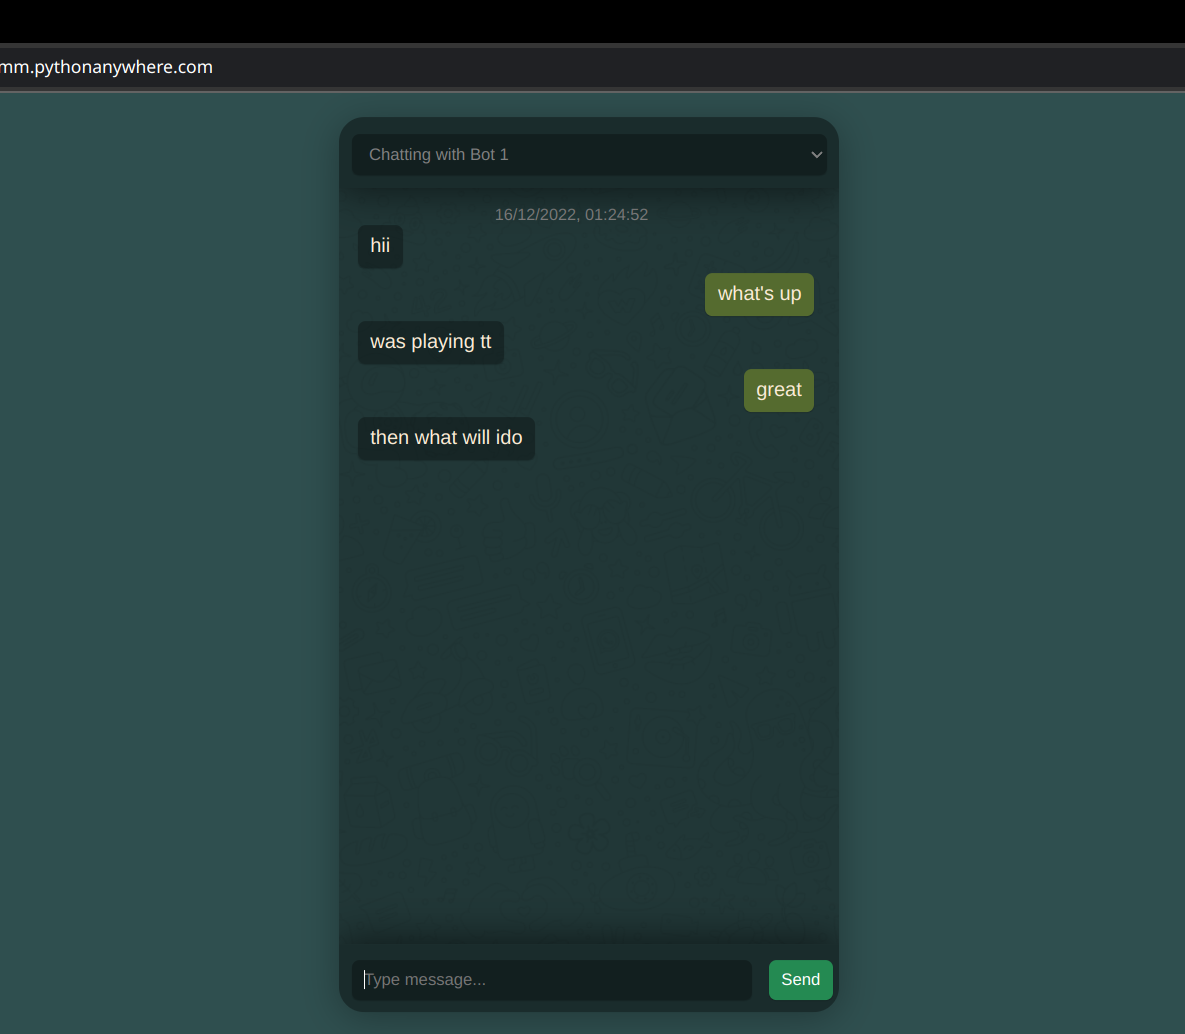 mm.pythonanywhere.com
Chatting with Bot 1
16/12/2022, 01:24:52
hii
what's up
was playing tt
great
then what will ido
Type message...
Send